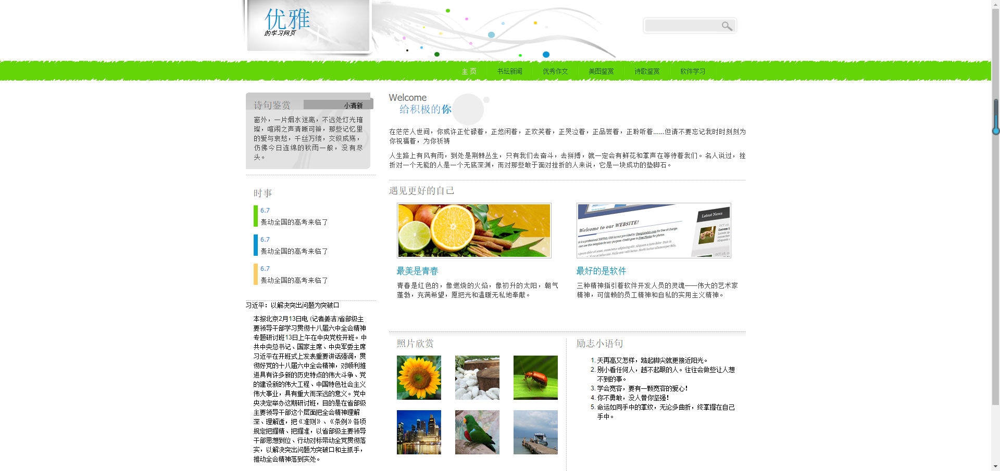 优雅
的学习网页
主 页
书坛新闻
优秀作文
美图鉴赏
诗歌鉴赏
软件学习
诗句鉴赏
小清新
窗外，一片烟水迷离，不远处灯光璀
璨，喧闹之声清晰可辩，那些记忆里
的爱与哀愁，千丝万缕，交织成殇，
仿佛今日连绵的秋雨一般，没有尽
头。
时事
6.7
轰动全国的高考来临了
6.7
轰动全国的高考来临了
6.7
轰动全国的高考来临了
习近平：以解决突出问题为突破口
本报北京2月13日电 (记者姜洁)省部级主
要领导干部学习贯彻十八届六中全会精神
专题研讨班13日上午在中央党校开班。中
共中央总书记、国家主席、中央军委主席
习近平在开班式上发表重要讲话强调，贯
彻好党的十八届六中全会精神，对顺利推
进具有许多新的历史特点的伟大斗争、党
的建设新的伟大工程、中国特色社会主义
伟大事业，具有重大而深远的意义。党中
央决定举办这期研讨班，目的是在省部级
主要领导干部这个层面把全会精神理解
深、理解透，把《准则》、《条例》各项
规定把握精、把握准，以省部级主要领导
干部思想到位、行动对标带动全党贯彻落
实，以解决突出问题为突破口和主抓手，
推动全会精神落到实处。
Welcome
给积极的你
在茫茫人世间，你或许正忙碌着，正悠闲着，正欢笑着，正哭泣着，正品尝着，正聆听着......但请不要忘记我时时刻刻为
你祝福着，为你祈祷
人生路上有风有雨，到处是荆棘丛生，只有我们去奋斗，去拼搏，就一定会有鲜花和掌声在等待着我们。名人说过，挫
折对一个无能的人是一个无底深渊，而对那些敢于面对挫折的人来说，它是一块成功的垫脚石。
遇见更好的自己
Welcome to our WEBSITE!
Latest News
最美是青春
青春是红色的，像燃烧的火焰，像初升的太阳，朝气
蓬勃，充满希望，愿把光和温暖无私地奉献。
最好的是软件
三种精神指引着软件开发人员的灵魂——伟大的艺术家
精神，可信赖的员工精神和自私的实用主义精神。
照片欣赏
励志小语句
1. 天再高又怎样，踮起脚尖就更接近阳光。
2. 别小看任何人，越不起眼的人。往往会做些让人想
不到的事。
3. 学会宽容，要有一颗宽容的爱心！
4. 你不勇敢，没人替你坚强！
5. 命运如同手中的掌纹，无论多曲折，终掌握在自己
手中。